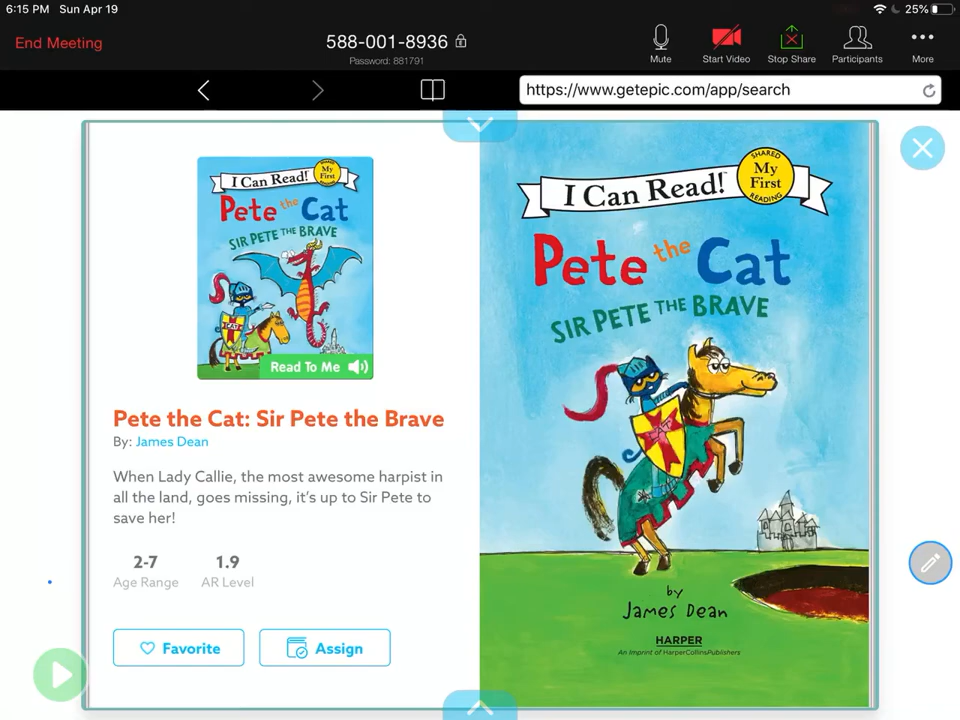 6:15 PM Sun Apr 19
25%
End Meeting
588-001-8936
Password: 881791
Mute
Start Video
Stop Share
Participants
More
https://www.getepic.com/app/search
I Can Read!
My First
Pete the Cat
SIR PETE THE BRAVE
CAT
Read To Me
Pete the Cat: Sir Pete the Brave
By: James Dean
When Lady Callie, the most awesome harpist in
all the land, goes missing, it's up to Sir Pete to
save her!
2-7
1.9
Age Range
AR Level
Favorite
Assign
I Can Read!
SHARED
My
First
READING
Pete the Cat
SIR PETE THE BRAVE
by
James Dean
HARPER
An Imprint of HarperCollinsPublishers